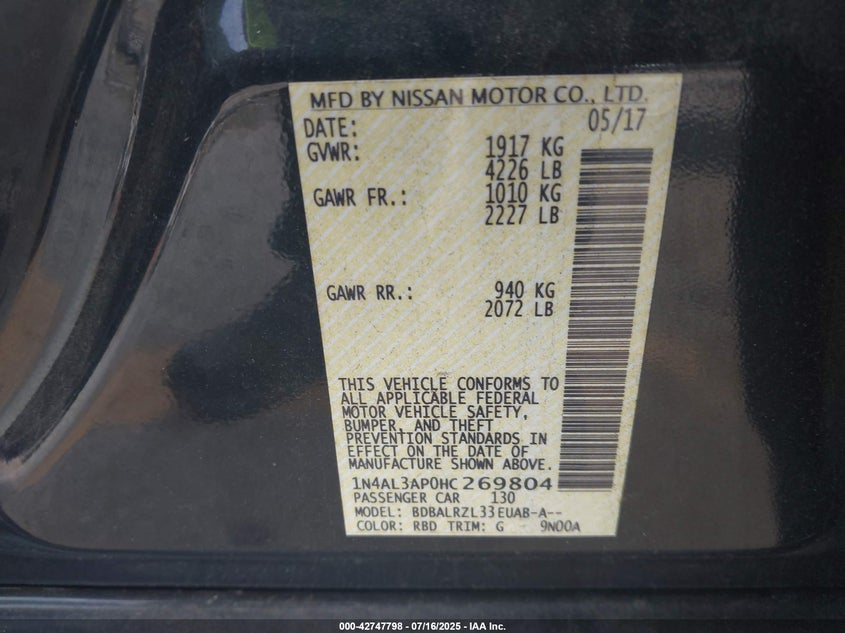 MFD BY NISSAN MOTOR CO., LTD.
DATE: 05/17
GVWR: 1917 KG
4226 LB
GAWR FR.: 1010 KG
2227 LB
GAWR RR.: 940 KG
2072 LB
THIS VEHICLE CONFORMS TO
ALL APPLICABLE FEDERAL
MOTOR VEHICLE SAFETY,
BUMPER, AND THEFT
PREVENTION STANDARDS IN
EFFECT ON THE DATE OF
MANUFACTURE SHOWN ABOVE.
1N4AL3AP0HC269804
PASSENGER CAR 130
MODEL: BDBALRZL33EUAB-A--
COLOR: RBD TRIM: G - 9N00A
000-42747798 - 07/16/2025 - IAA Inc.